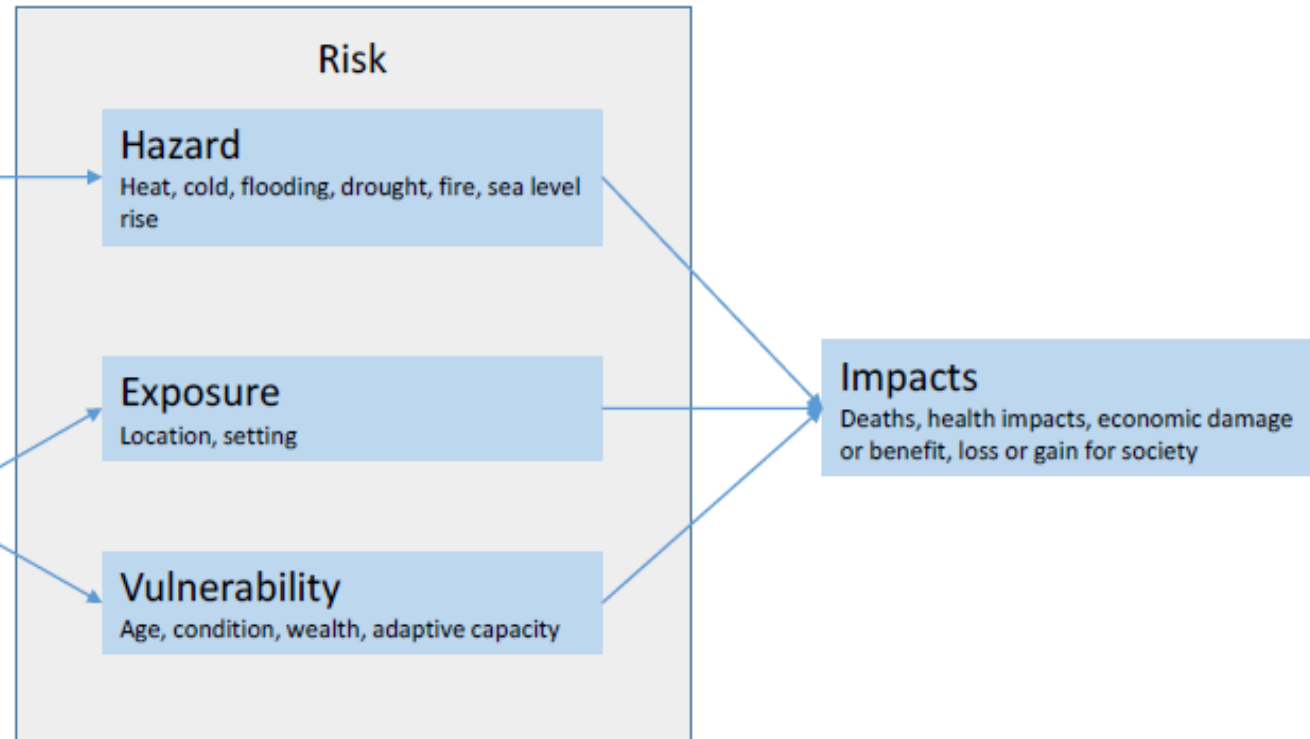 Risk
Hazard
Heat, cold, flooding, drought, fire, sea level
rise
Exposure
Location, setting
Vulnerability
Age, condition, wealth, adaptive capacity
Impacts
Deaths, health impacts, economic damage
or benefit, loss or gain for society